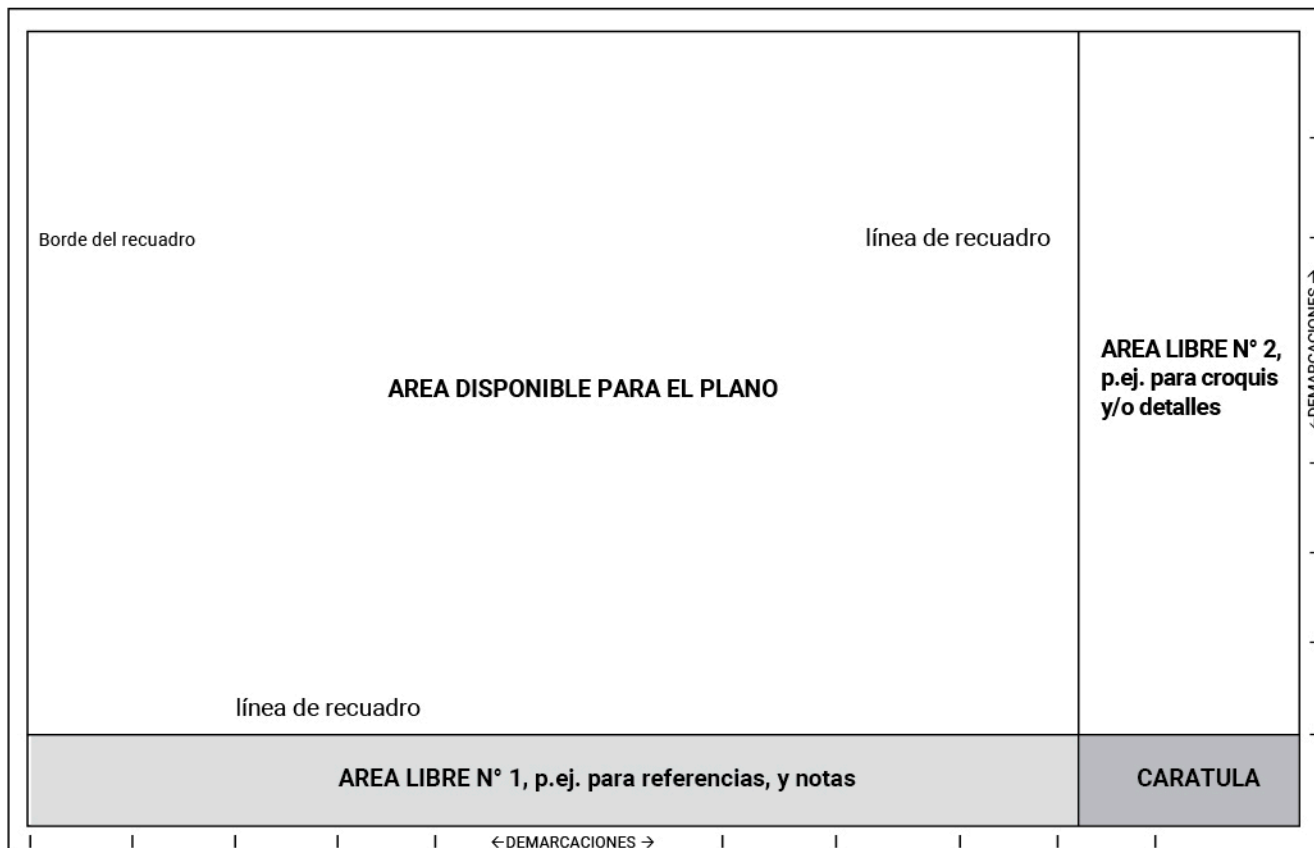 Borde del recuadro
línea de recuadro
AREA DISPONIBLE PARA EL PLANO
AREA LIBRE N° 2,
p.ej. para croquis
y/o detalles
←DEMARCACIONES →
línea de recuadro
AREA LIBRE N° 1, p.ej. para referencias, y notas
CARATULA
←DEMARCACIONES →